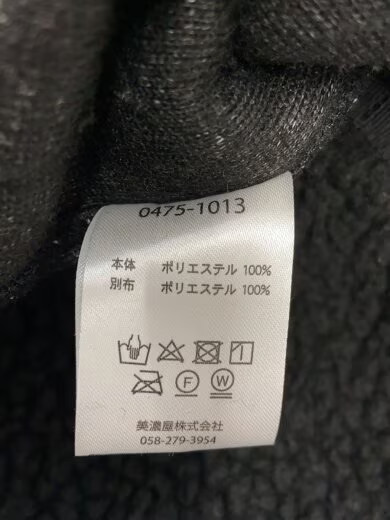 0475-1013
本体 ポリエステル 100%
別布 ポリエステル 100%
F W
美濃屋株式会社
058-279-3954